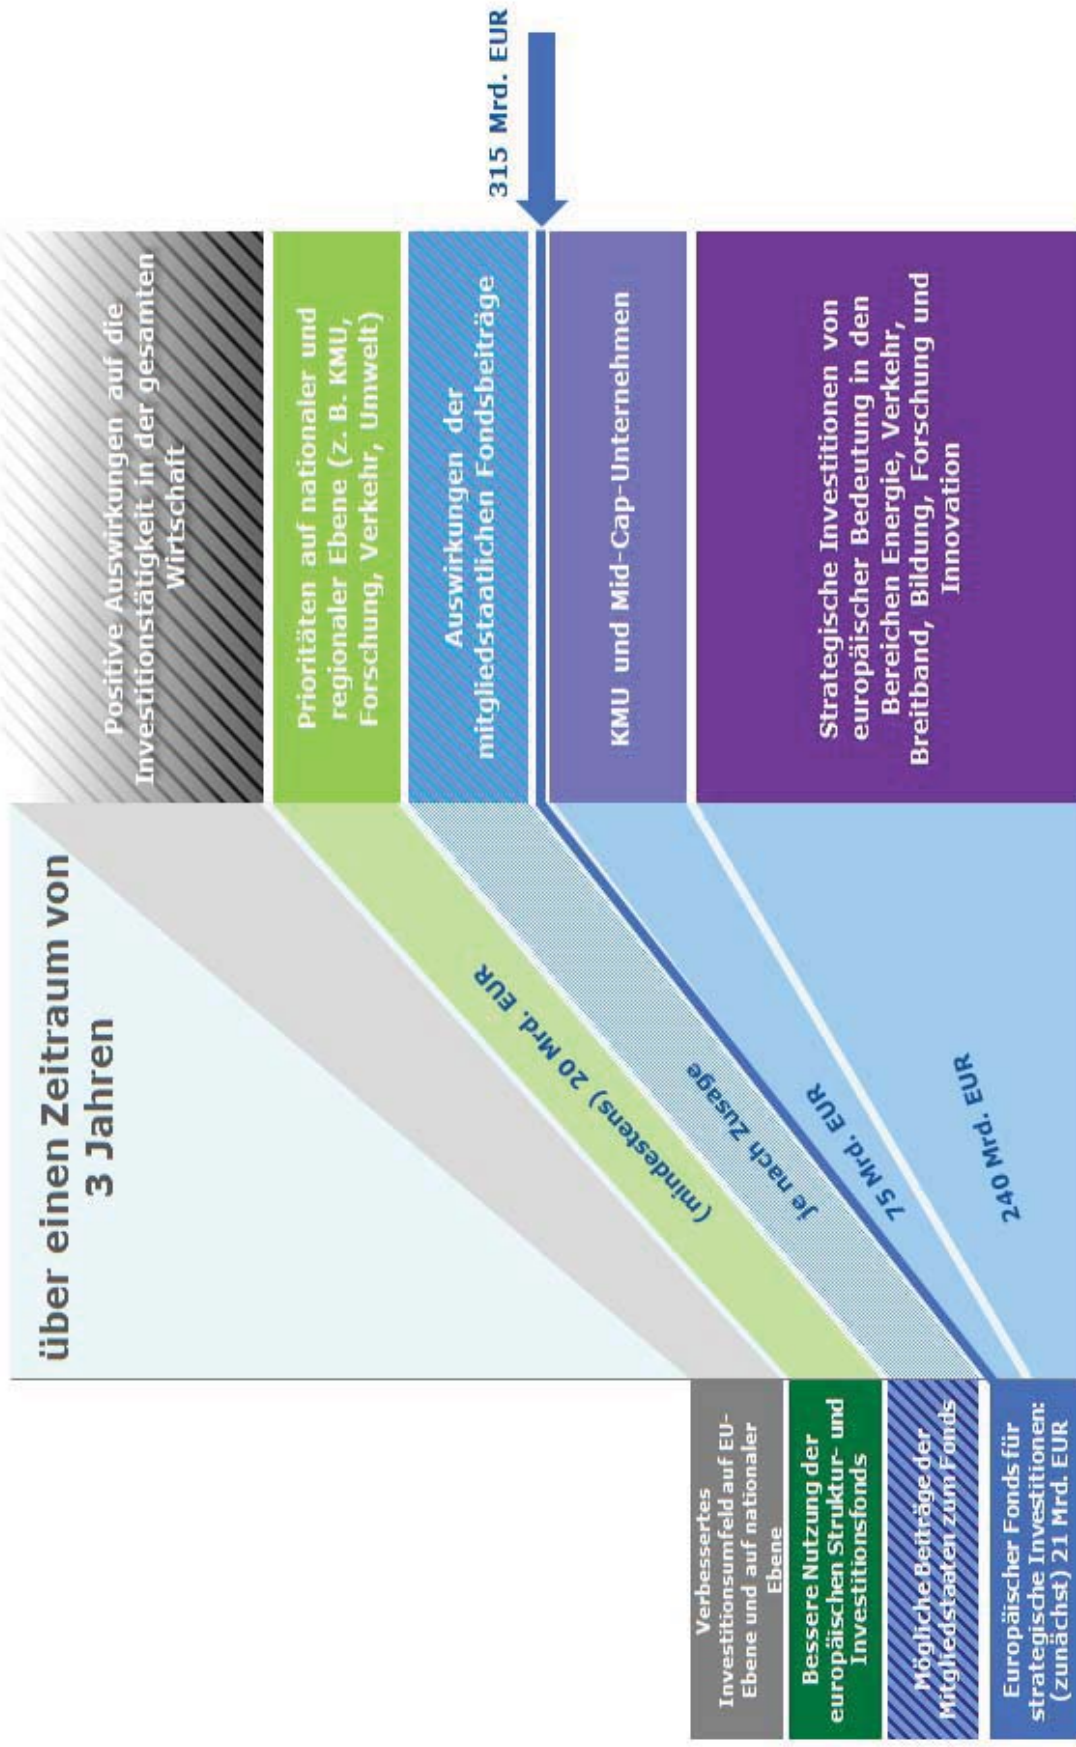 über einen Zeitraum von
3 Jahren
Verbessertes
Investitionsumfeld auf EU-
Ebene und auf nationaler
Ebene
Bessere Nutzung der
europäischen Struktur- und
Investitionsfonds
Mögliche Beiträge der
Mitgliedstaaten zum Fonds
Europäischer Fonds für
strategische Investitionen:
(zunächst) 21 Mrd. EUR
(mindestens) 20 Mrd. EUR
je nach Zusage
75 Mrd. EUR
240 Mrd. EUR
Positive Auswirkungen auf die
Investitionstätigkeit in der gesamten
Wirtschaft
Prioritäten auf nationaler und
regionaler Ebene (z. B. KMU,
Forschung, Verkehr, Umwelt)
Auswirkungen der
mitgliedstaatlichen Fondsbeiträge
KMU und Mid-Cap-Unternehmen
Strategische Investitionen von
europäischer Bedeutung in den
Bereichen Energie, Verkehr,
Breitband, Bildung, Forschung und
Innovation
315 Mrd. EUR